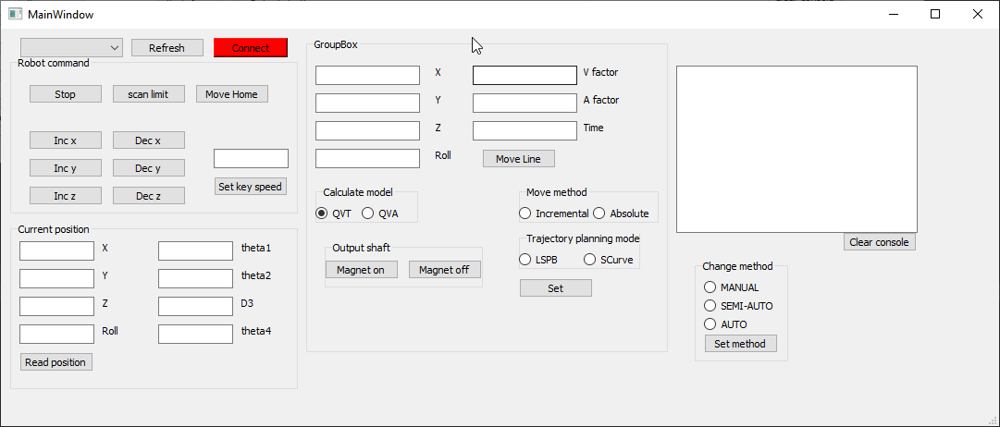 MainWindow
Refresh
Connect
Robot command
Stop
scan limit
Move Home
Inc x
Dec x
Inc y
Dec y
Set key speed
Inc z
Dec z
Current position
X
theta1
Y
theta2
Z
D3
Roll
theta4
Read position
GroupBox
X
V factor
Y
A factor
Z
Time
Roll
Move Line
Calculate model
QVT
QVA
Move method
Incremental
Absolute
Output shaft
Magnet on
Magnet off
Trajectory planning mode
LSPB
SCurve
Set
Clear console
Change method
MANUAL
SEMI-AUTO
AUTO
Set method